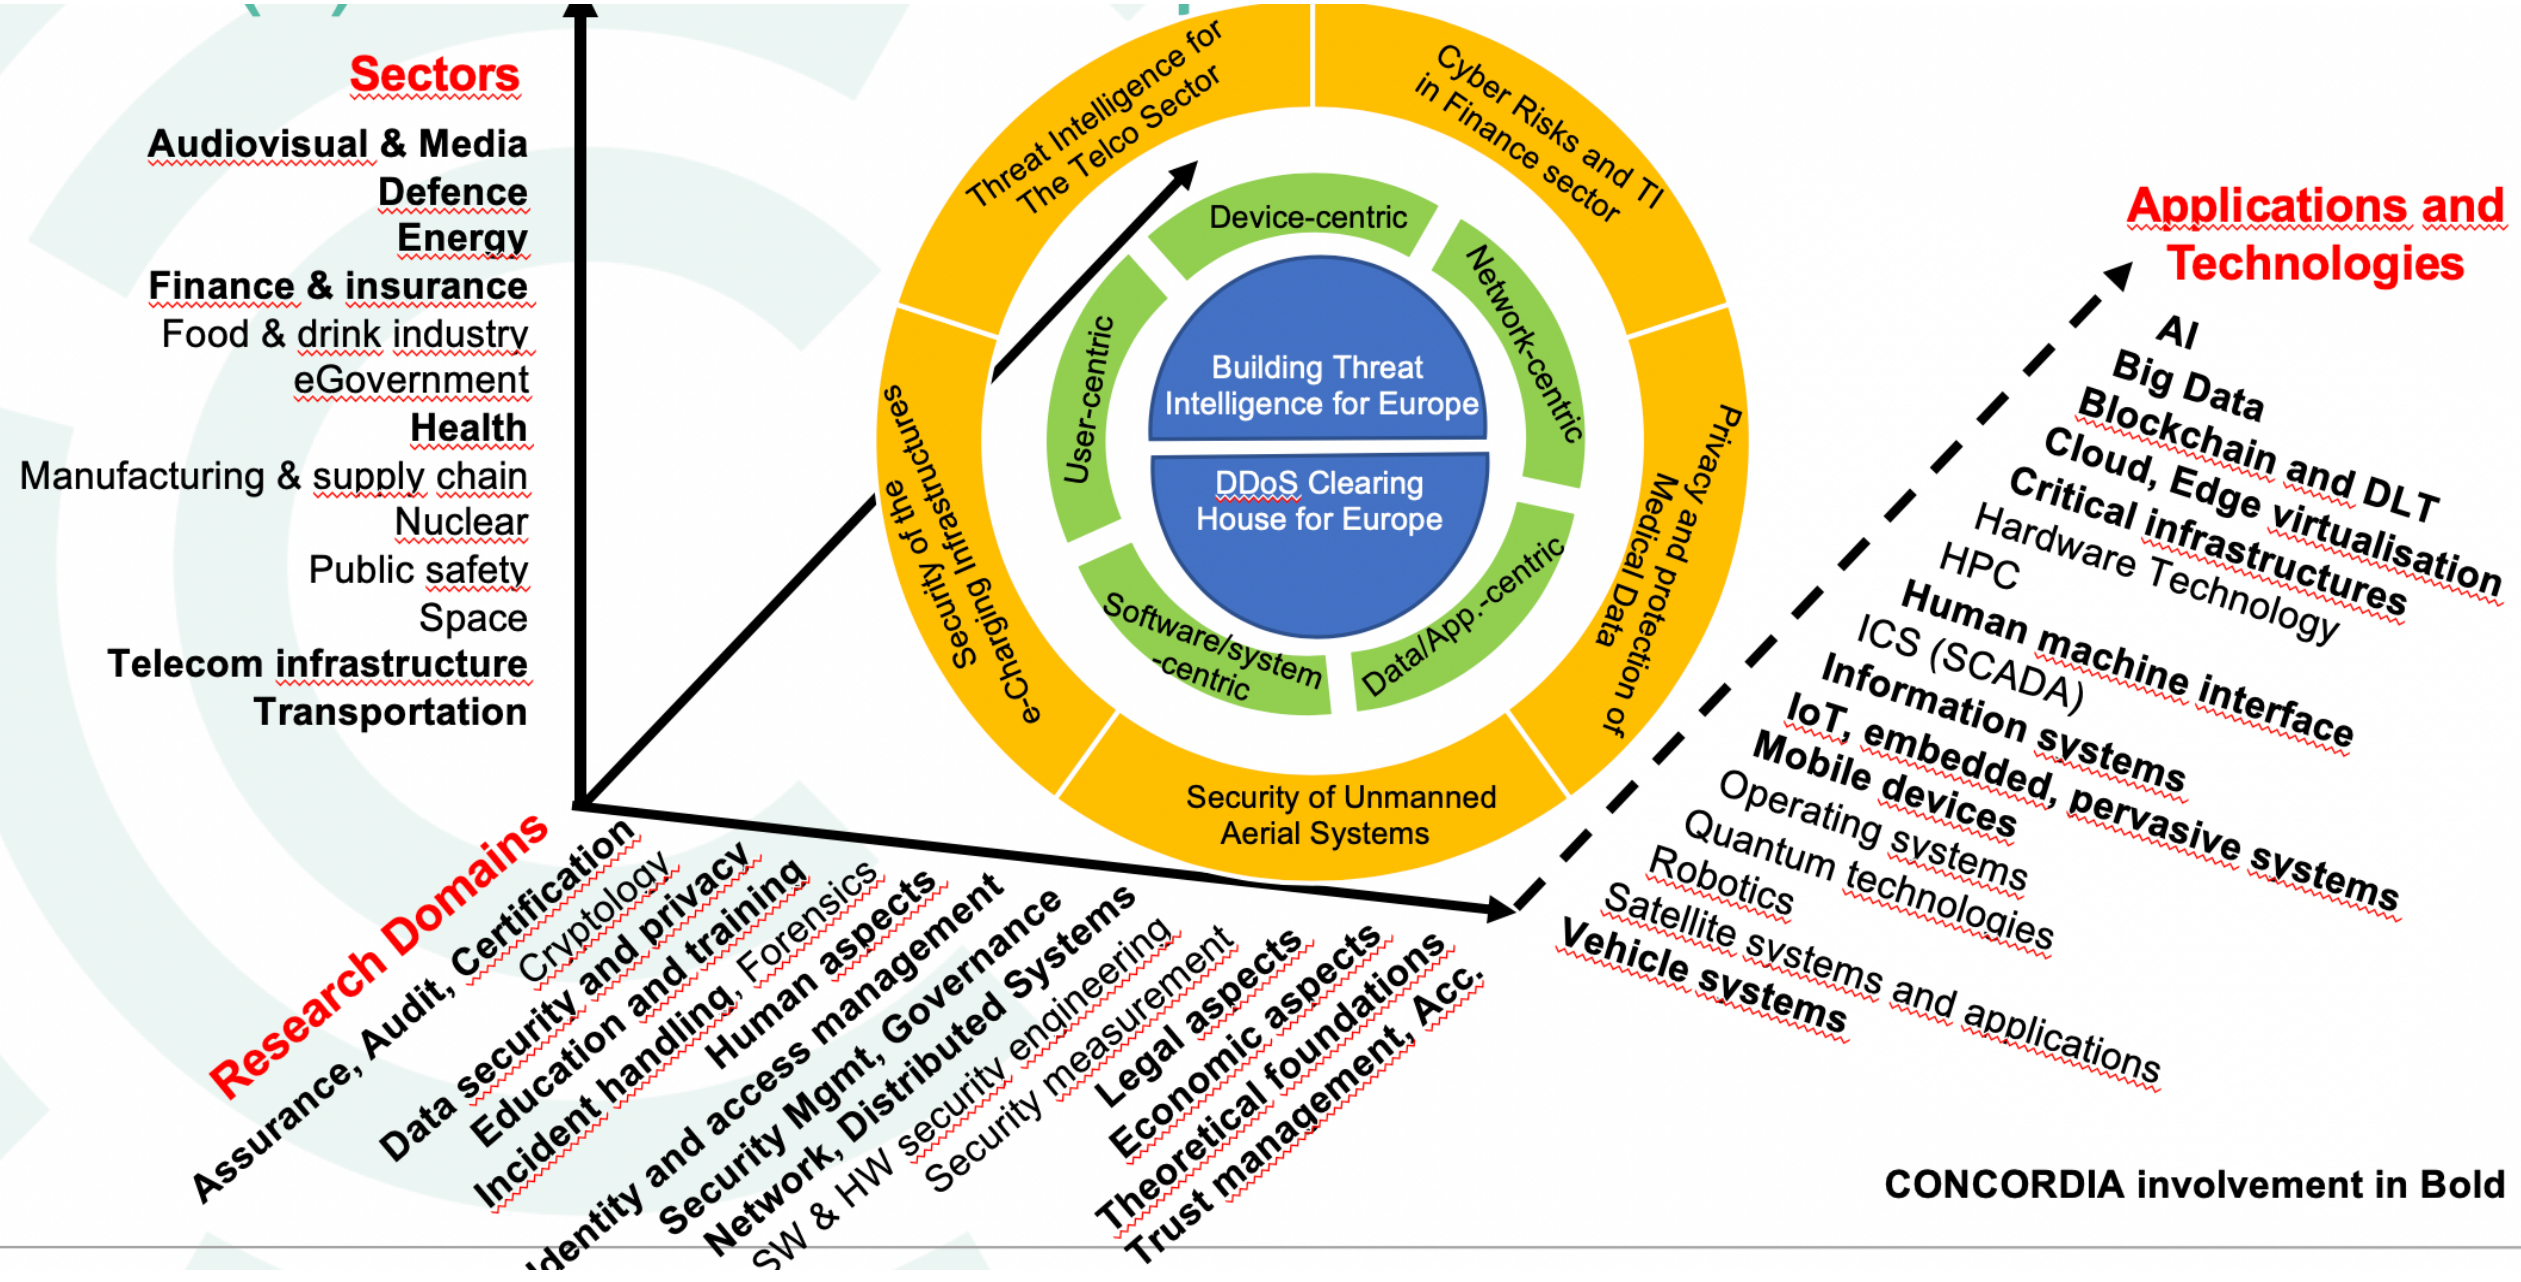 Sectors
Audiovisual & Media
Defence
Energy
Finance & insurance
Food & drink industry
eGovernment
Health
Manufacturing & supply chain
Nuclear
Public safety
Space
Telecom infrastructure
Transportation
Threat Intelligence for
The Telco Sector
Cyber Risks and TI
in Finance sector
Privacy and protection of
Medical Data
Security of Unmanned
Aerial Systems
Security of the
e-Charging Infrastructures
Device-centric
Network-centric
Data/App.-centric
Software/system
-centric
User-centric
Building Threat
Intelligence for Europe
DDoS Clearing
House for Europe
Research Domains
Assurance, Audit, Certification
Cryptology
Data security and privacy
Education and training
Incident handling, Forensics
Human aspects
Identity and access management
Security Mgmt, Governance
Network, Distributed Systems
SW & HW security engineering
Security measurement
Legal aspects
Economic aspects
Theoretical foundations
Trust management, Acc.
Applications and
Technologies
AI
Big Data
Blockchain and DLT
Cloud, Edge virtualisation
Critical infrastructures
Hardware Technology
HPC
Human machine interface
ICS (SCADA)
Information systems
IoT, embedded, pervasive systems
Mobile devices
Operating systems
Quantum technologies
Robotics
Satellite systems and applications
Vehicle systems
CONCORDIA involvement in Bold